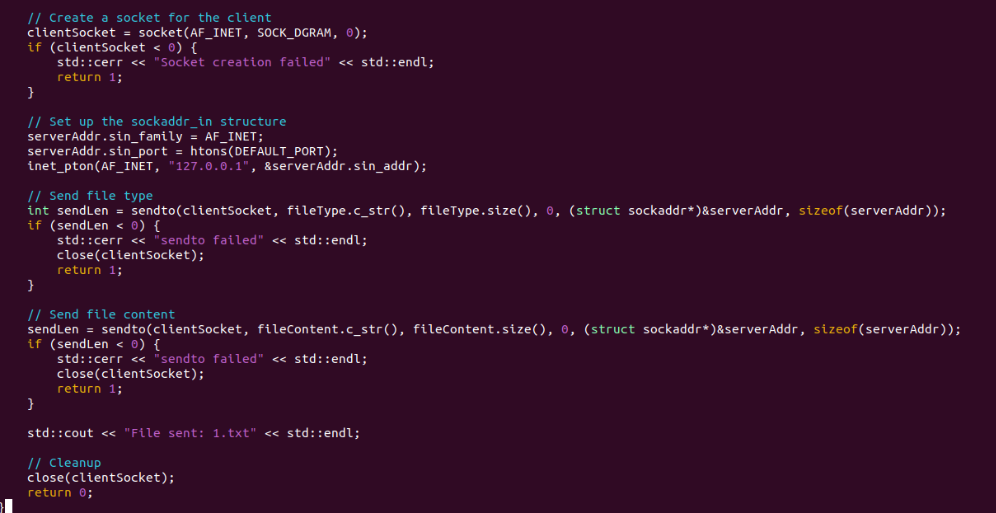 // Create a socket for the client
clientSocket = socket(AF_INET, SOCK_DGRAM, 0);
if (clientSocket < 0) {
    std::cerr << "Socket creation failed" << std::endl;
    return 1;
}

// Set up the sockaddr_in structure
serverAddr.sin_family = AF_INET;
serverAddr.sin_port = htons(DEFAULT_PORT);
inet_pton(AF_INET, "127.0.0.1", &serverAddr.sin_addr);

// Send file type
int sendLen = sendto(clientSocket, fileType.c_str(), fileType.size(), 0, (struct sockaddr*)&serverAddr, sizeof(serverAddr));
if (sendLen < 0) {
    std::cerr << "sendto failed" << std::endl;
    close(clientSocket);
    return 1;
}

// Send file content
sendLen = sendto(clientSocket, fileContent.c_str(), fileContent.size(), 0, (struct sockaddr*)&serverAddr, sizeof(serverAddr));
if (sendLen < 0) {
    std::cerr << "sendto failed" << std::endl;
    close(clientSocket);
    return 1;
}

std::cout << "File sent: 1.txt" << std::endl;

// Cleanup
close(clientSocket);
return 0;
}